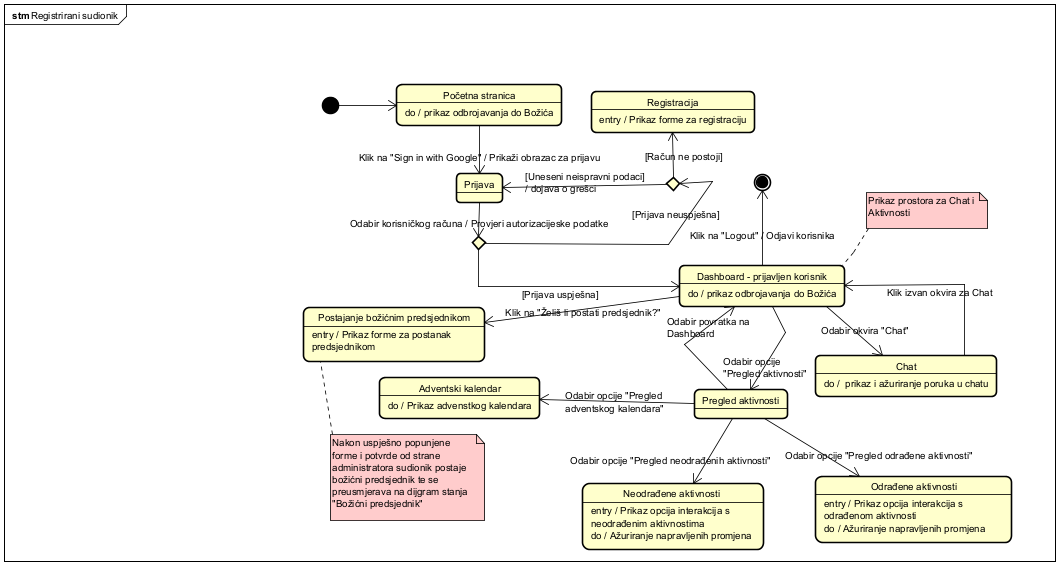 stm Registrirani sudionik
Početna stranica
do / prikaz odbrojavanja do Božića
Registracija
entry / Prikaz forme za registraciju
Klik na "Sign in with Google" / Prikaži obrazac za prijavu
[Račun ne postoji]
Prijava
[Uneseni neispravni podaci]
/ dojava o grešci
Prikaz prostora za Chat i
Aktivnosti
[Prijava neuspješna]
Odabir korisničkog računa / Provjeri autorizacijeske podatke
Klik na "Logout" / Odjavi korisnika
Dashboard - prijavljen korisnik
do / prikaz odbrojavanja do Božića
[Prijava uspješna]
Klik izvan okvira za Chat
Klik na "Želiš li postati predsjednik?"
Postajanje božićnim predsjednikom
entry / Prikaz forme za postanak
predsjednikom
Odabir povratka na
Dashboard
Odabir okvira "Chat"
Odabir opcije
"Pregled aktivnosti"
Chat
do /  prikaz i ažuriranje poruka u chatu
Adventski kalendar
do / Prikaz advenstkog kalendara
Odabir opcije "Pregled
adventskog kalendara"
Pregled aktivnosti
Nakon uspješno popunjene
forme i potvrde od strane
administratora sudionik postaje
božićni predsjednik te se
preusmjerava na dijgram stanja
"Božićni predsjednik"
Odabir opcije "Pregled neodrađenih aktivnosti"
Odabir opcije "Pregled odrađene aktivnosti"
Neodrađene aktivnosti
entry / Prikaz opcija interakcija s
neodrađenim aktivnostima
do / Ažuriranje napravljenih promjena
Odrađene aktivnosti
entry / Prikaz opcija interakcija s
odrađenom aktivnosti
do / Ažuriranje napravljenih promjena